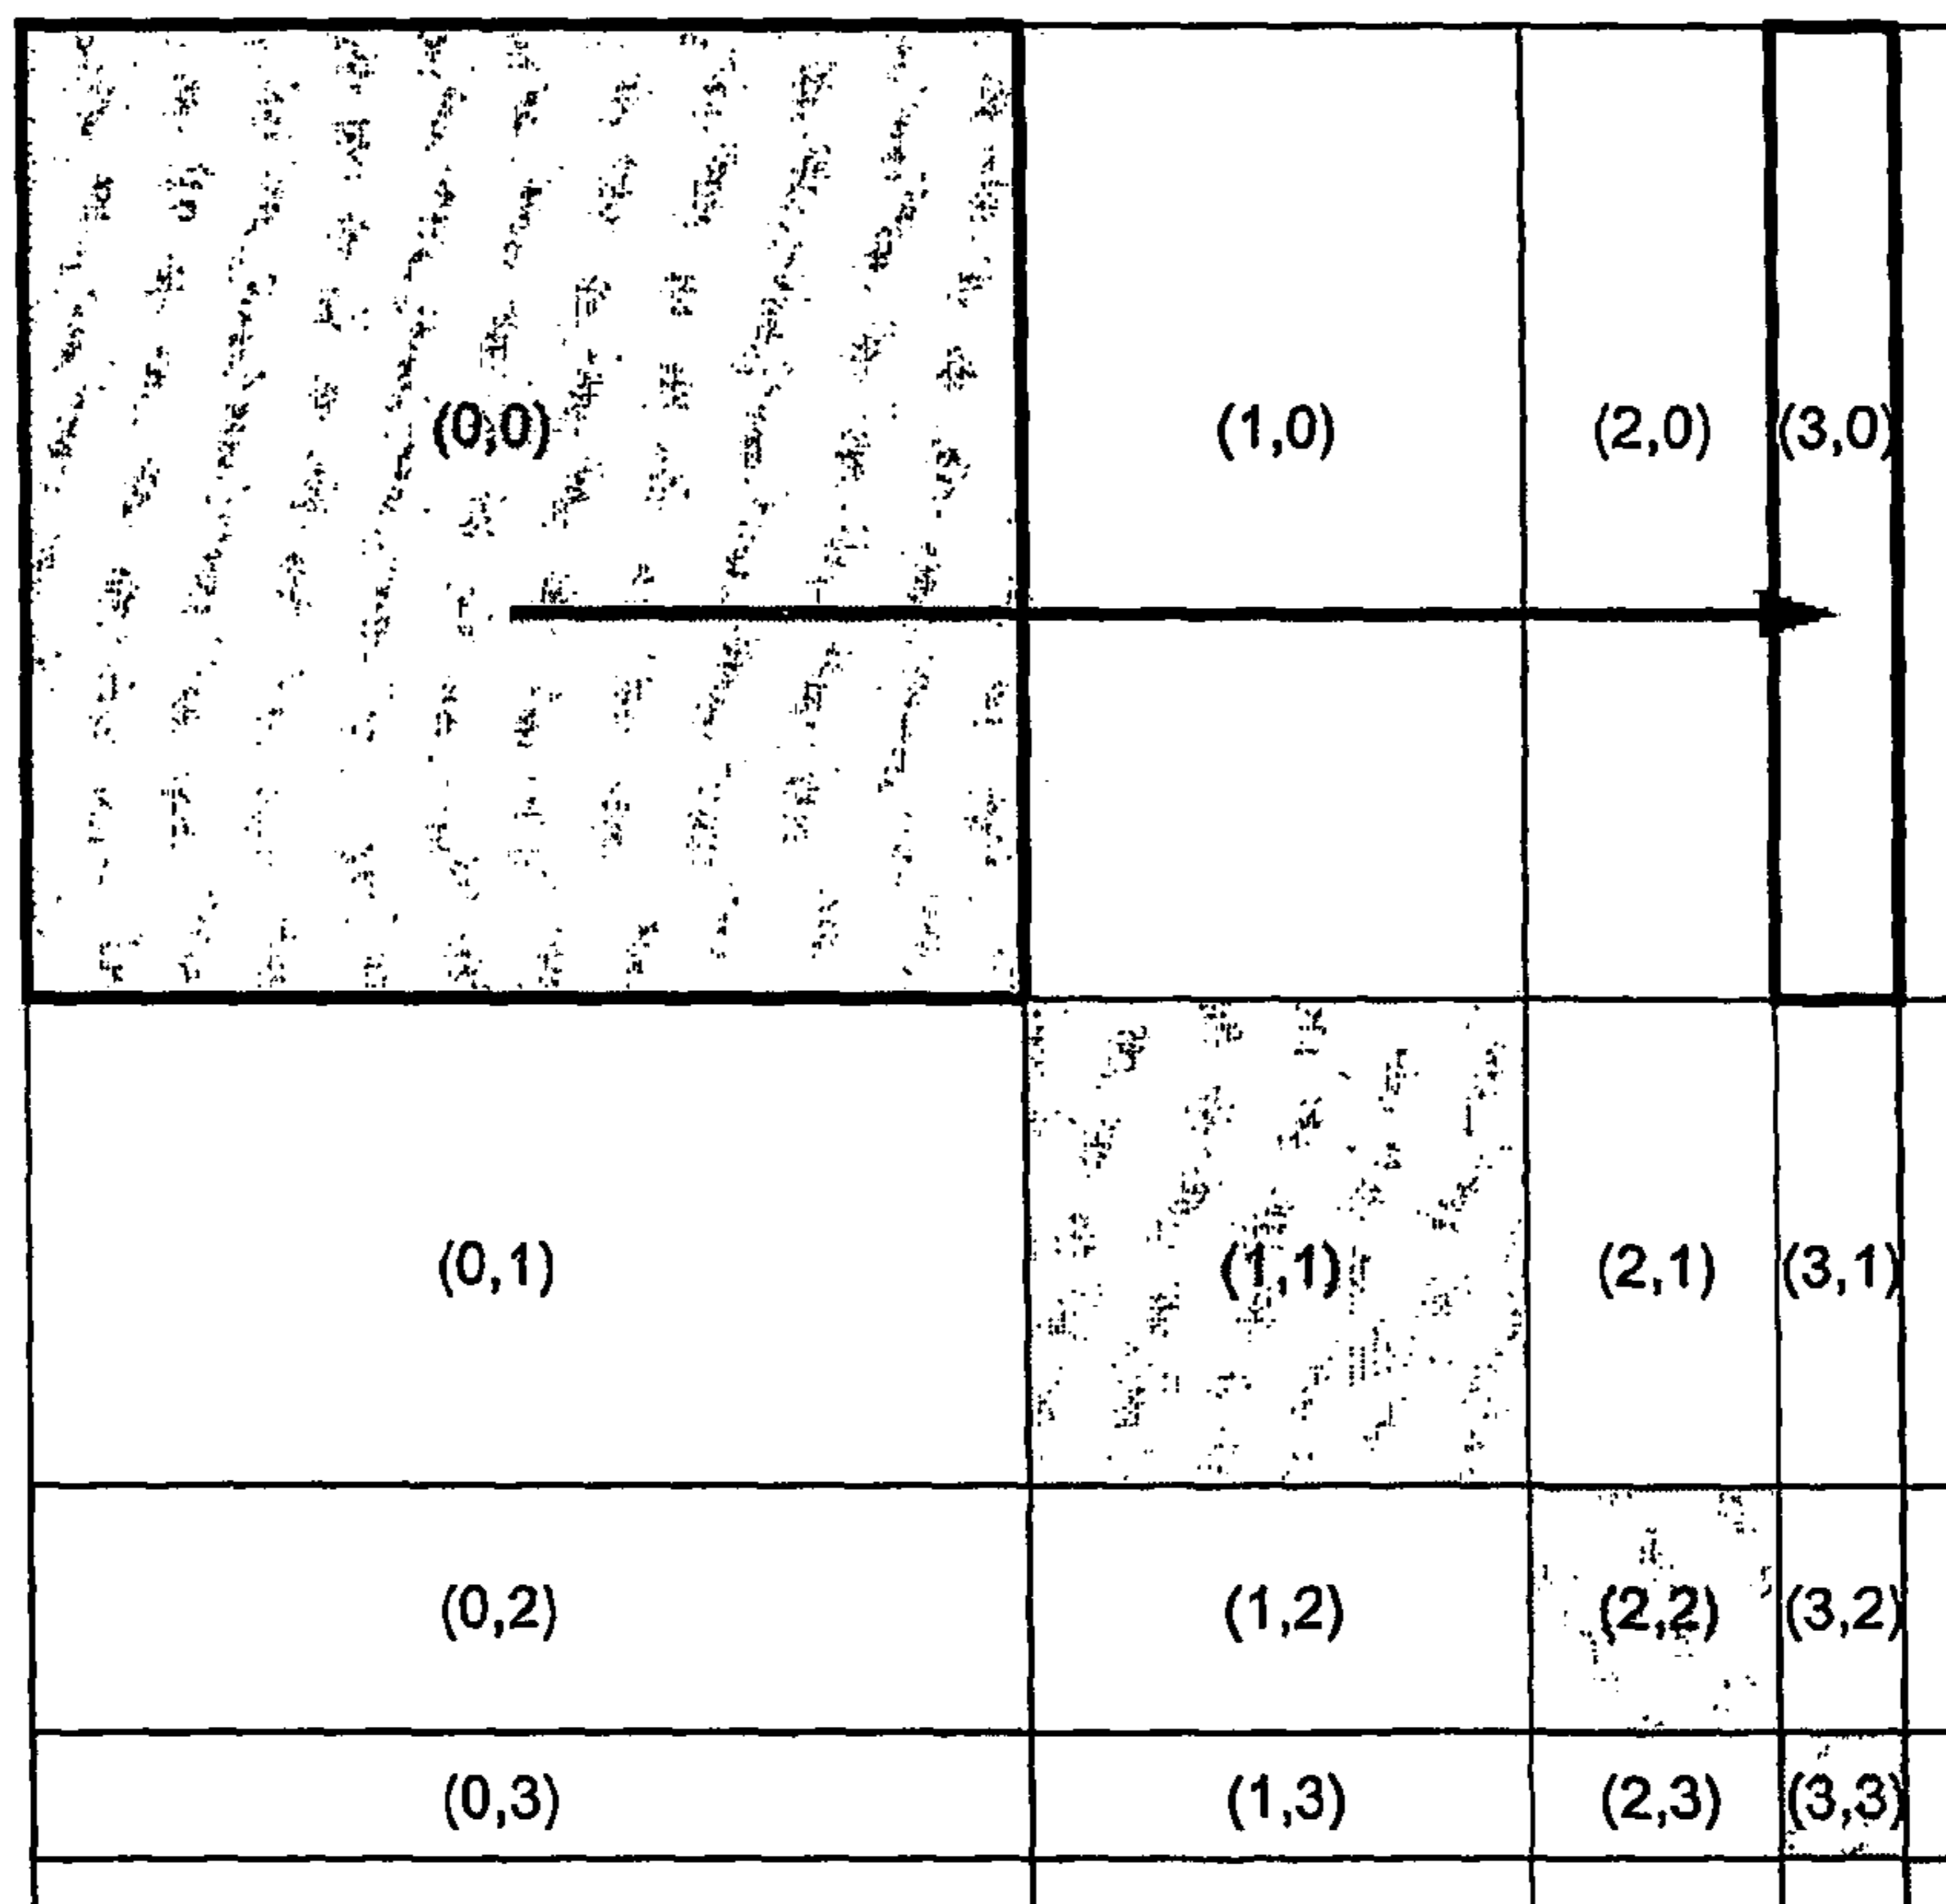 (0,0) (1,0) (2,0) (3,0)
(0,1) (1,1) (2,1) (3,1)
(0,2) (1,2) (2,2) (3,2)
(0,3) (1,3) (2,3) (3,3)